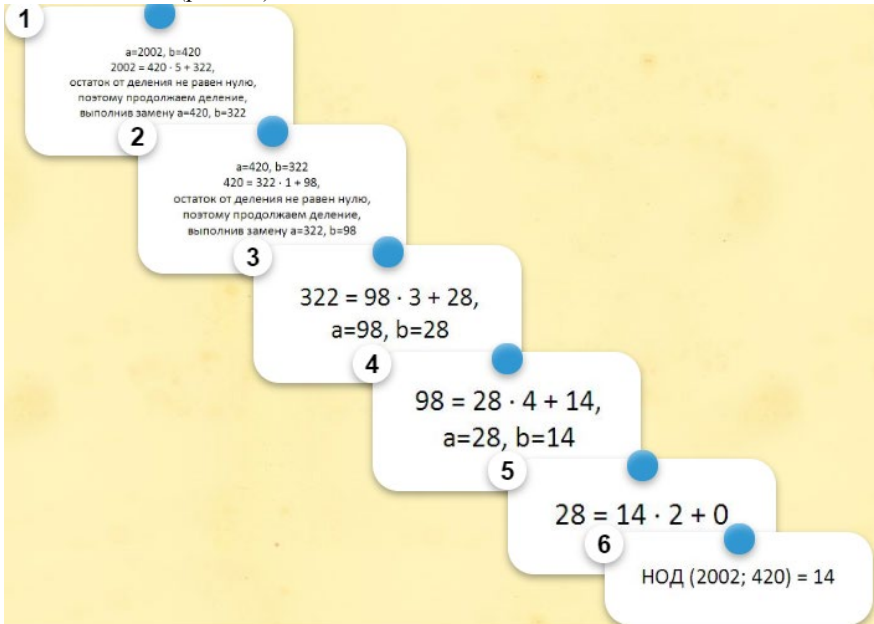 1
a=2002, b=420
2002 = 420 · 5 + 322,
остаток от деления не равен нулю,
поэтому продолжаем деление,
выполнив замену a=420, b=322
2
a=420, b=322
420 = 322 · 1 + 98,
остаток от деления не равен нулю,
поэтому продолжаем деление,
выполнив замену a=322, b=98
3
322 = 98 · 3 + 28,
a=98, b=28
4
98 = 28 · 4 + 14,
a=28, b=14
5
28 = 14 · 2 + 0
6
НОД (2002; 420) = 14